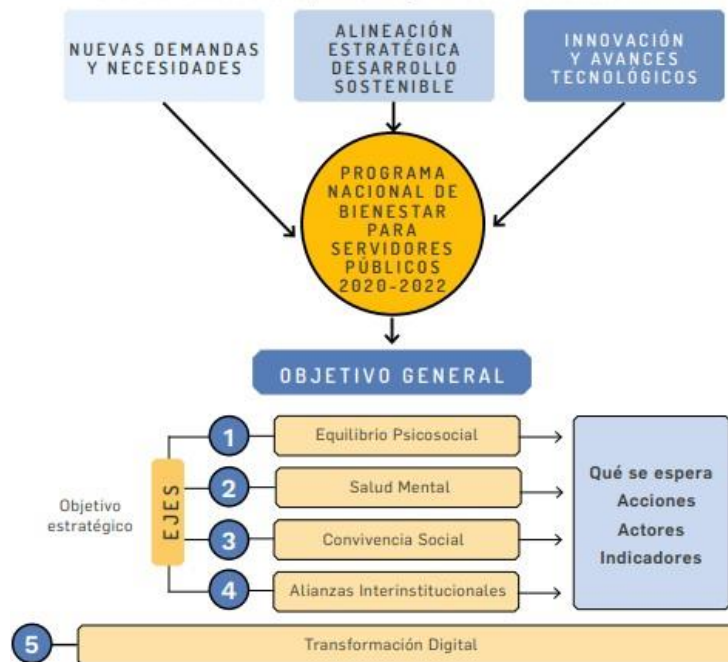 NUEVAS DEMANDAS
Y NECESIDADES
ALINEACIÓN
ESTRATÉGICA
DESARROLLO
SOSTENIBLE
INNOVACIÓN
Y AVANCES
TECNOLÓGICOS
PROGRAMA
NACIONAL DE
BIENESTAR
PARA
SERVIDORES
PÚBLICOS
2020-2022
OBJETIVO GENERAL
Objetivo
estratégico
EJES
1
Equilibrio Psicosocial
2
Salud Mental
3
Convivencia Social
4
Alianzas Interinstitucionales
Qué se espera
Acciones
Actores
Indicadores
5
Transformación Digital